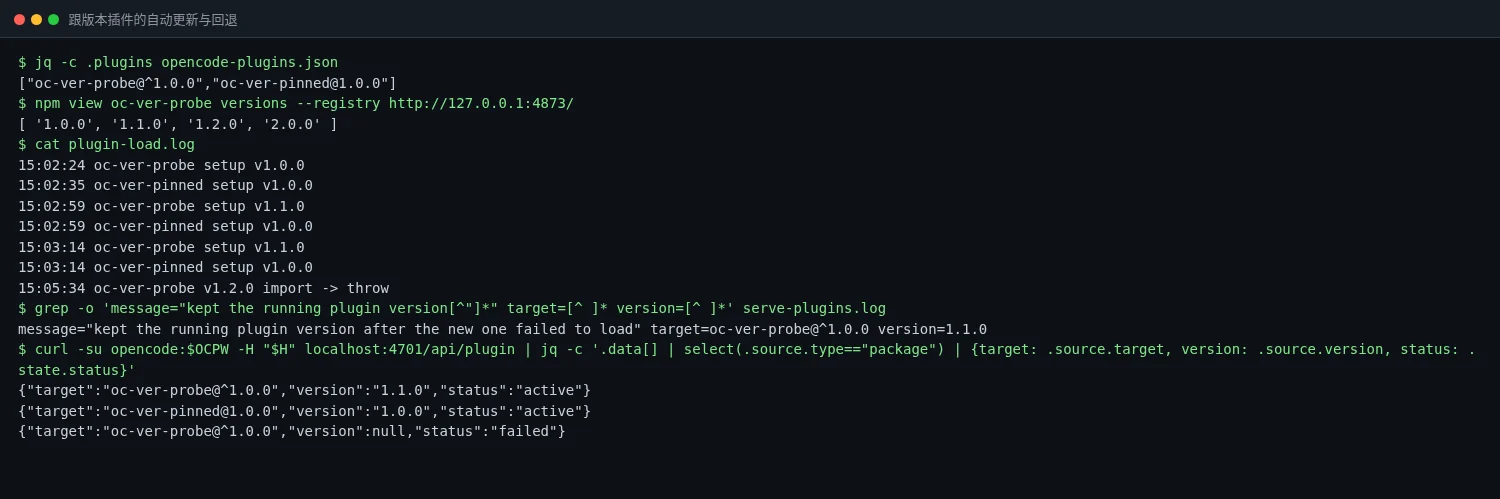 跟版本插件的自动更新与回退
$ jq -c .plugins opencode-plugins.json
["oc-ver-probe@^1.0.0","oc-ver-pinned@1.0.0"]
$ npm view oc-ver-probe versions --registry http://127.0.0.1:4873/
[ '1.0.0', '1.1.0', '1.2.0', '2.0.0' ]
$ cat plugin-load.log
15:02:24 oc-ver-probe setup v1.0.0
15:02:35 oc-ver-pinned setup v1.0.0
15:02:59 oc-ver-probe setup v1.1.0
15:02:59 oc-ver-pinned setup v1.0.0
15:03:14 oc-ver-probe setup v1.1.0
15:03:14 oc-ver-pinned setup v1.0.0
15:05:34 oc-ver-probe v1.2.0 import -> throw
$ grep -o 'message="kept the running plugin version[^"]*" target=[^ ]* version=[^ ]*' serve-plugins.log
message="kept the running plugin version after the new one failed to load" target=oc-ver-probe@^1.0.0 version=1.1.0
$ curl -su opencode:$OCPW -H "$H" localhost:4701/api/plugin | jq -c '.data[] | select(.source.type=="package") | {target: .source.target, version: .source.version, status: .
state.status}'
{"target":"oc-ver-probe@^1.0.0","version":"1.1.0","status":"active"}
{"target":"oc-ver-pinned@1.0.0","version":"1.0.0","status":"active"}
{"target":"oc-ver-probe@^1.0.0","version":null,"status":"failed"}